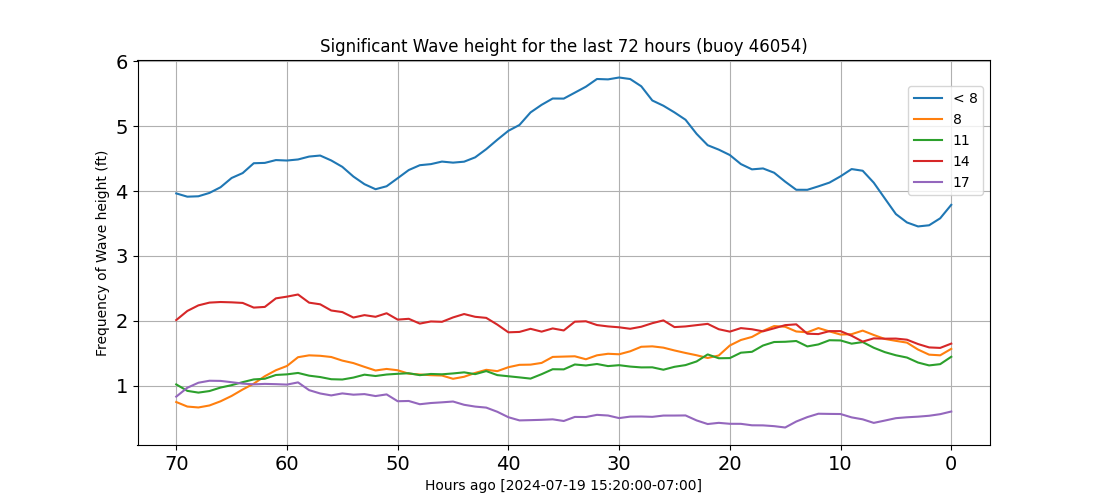 Significant Wave height for the last 72 hours (buoy 46054)
Frequency of Wave height (ft)
6
5
4
3
2
1
< 8
8
11
14
17
70 60 50 40 30 20 10 0
Hours ago [2024-07-19 15:20:00-07:00]